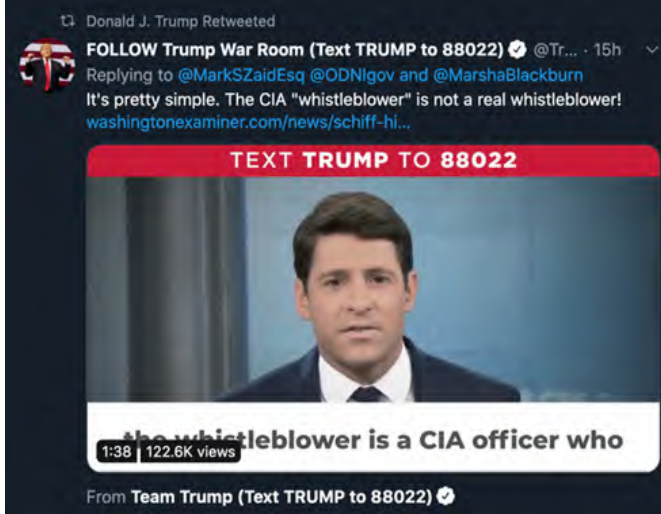 Donald J. Trump Retweeted
FOLLOW Trump War Room (Text TRUMP to 88022) @Tr... · 15h
Replying to @MarkSZaidEsq @ODNIgov and @MarshaBlackburn
It's pretty simple. The CIA "whistleblower" is not a real whistleblower!
washingtonexaminer.com/news/schiff-hi...
TEXT TRUMP TO 88022
the whistleblower is a CIA officer who
1:38 122.6K views
From Team Trump (Text TRUMP to 88022)